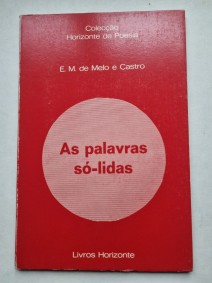 Colecção
Horizonte de Poesia
E. M. de Melo e Castro
As palavras
só-lidas
Livros Horizonte